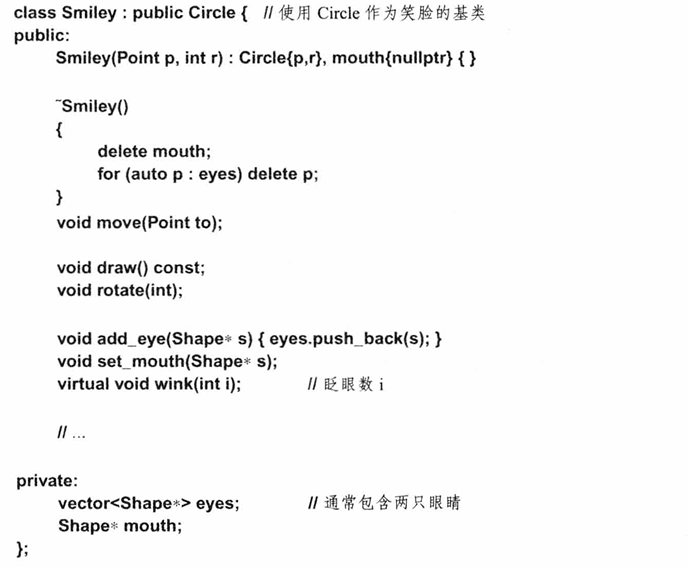 class Smiley : public Circle { // 使用 Circle 作为笑脸的基类
public:
Smiley(Point p, int r) : Circle{p,r}, mouth{nullptr} { }
~Smiley()
{
delete mouth;
for (auto p : eyes) delete p;
}
void move(Point to);
void draw() const;
void rotate(int);
void add_eye(Shape* s) { eyes.push_back(s); }
void set_mouth(Shape* s);
virtual void wink(int i); // 眨眼数 i
// ...
private:
vector<Shape*> eyes; // 通常包含两只眼睛
Shape* mouth;
};